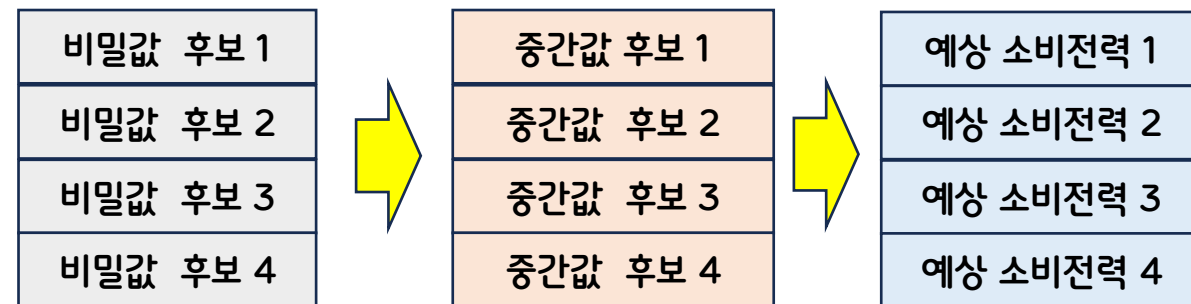 비밀값 후보 1
비밀값 후보 2
비밀값 후보 3
비밀값 후보 4
중간값 후보 1
중간값 후보 2
중간값 후보 3
중간값 후보 4
예상 소비전력 1
예상 소비전력 2
예상 소비전력 3
예상 소비전력 4